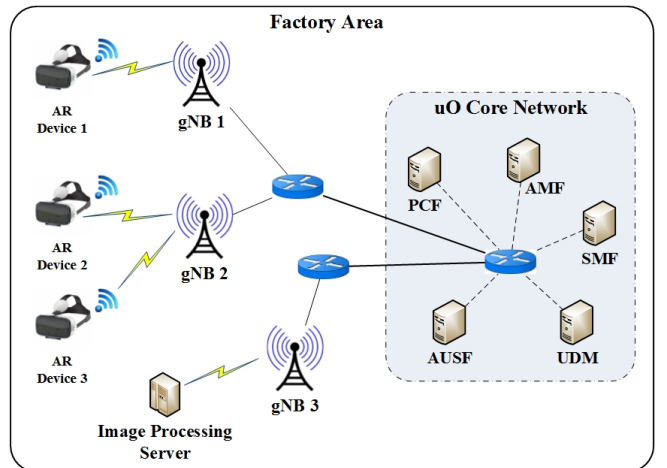 Factory Area
AR
Device 1
gNB 1
uO Core Network
PCF
AMF
SMF
AUSF
UDM
AR
Device 2
gNB 2
AR
Device 3
gNB 3
Image Processing
Server